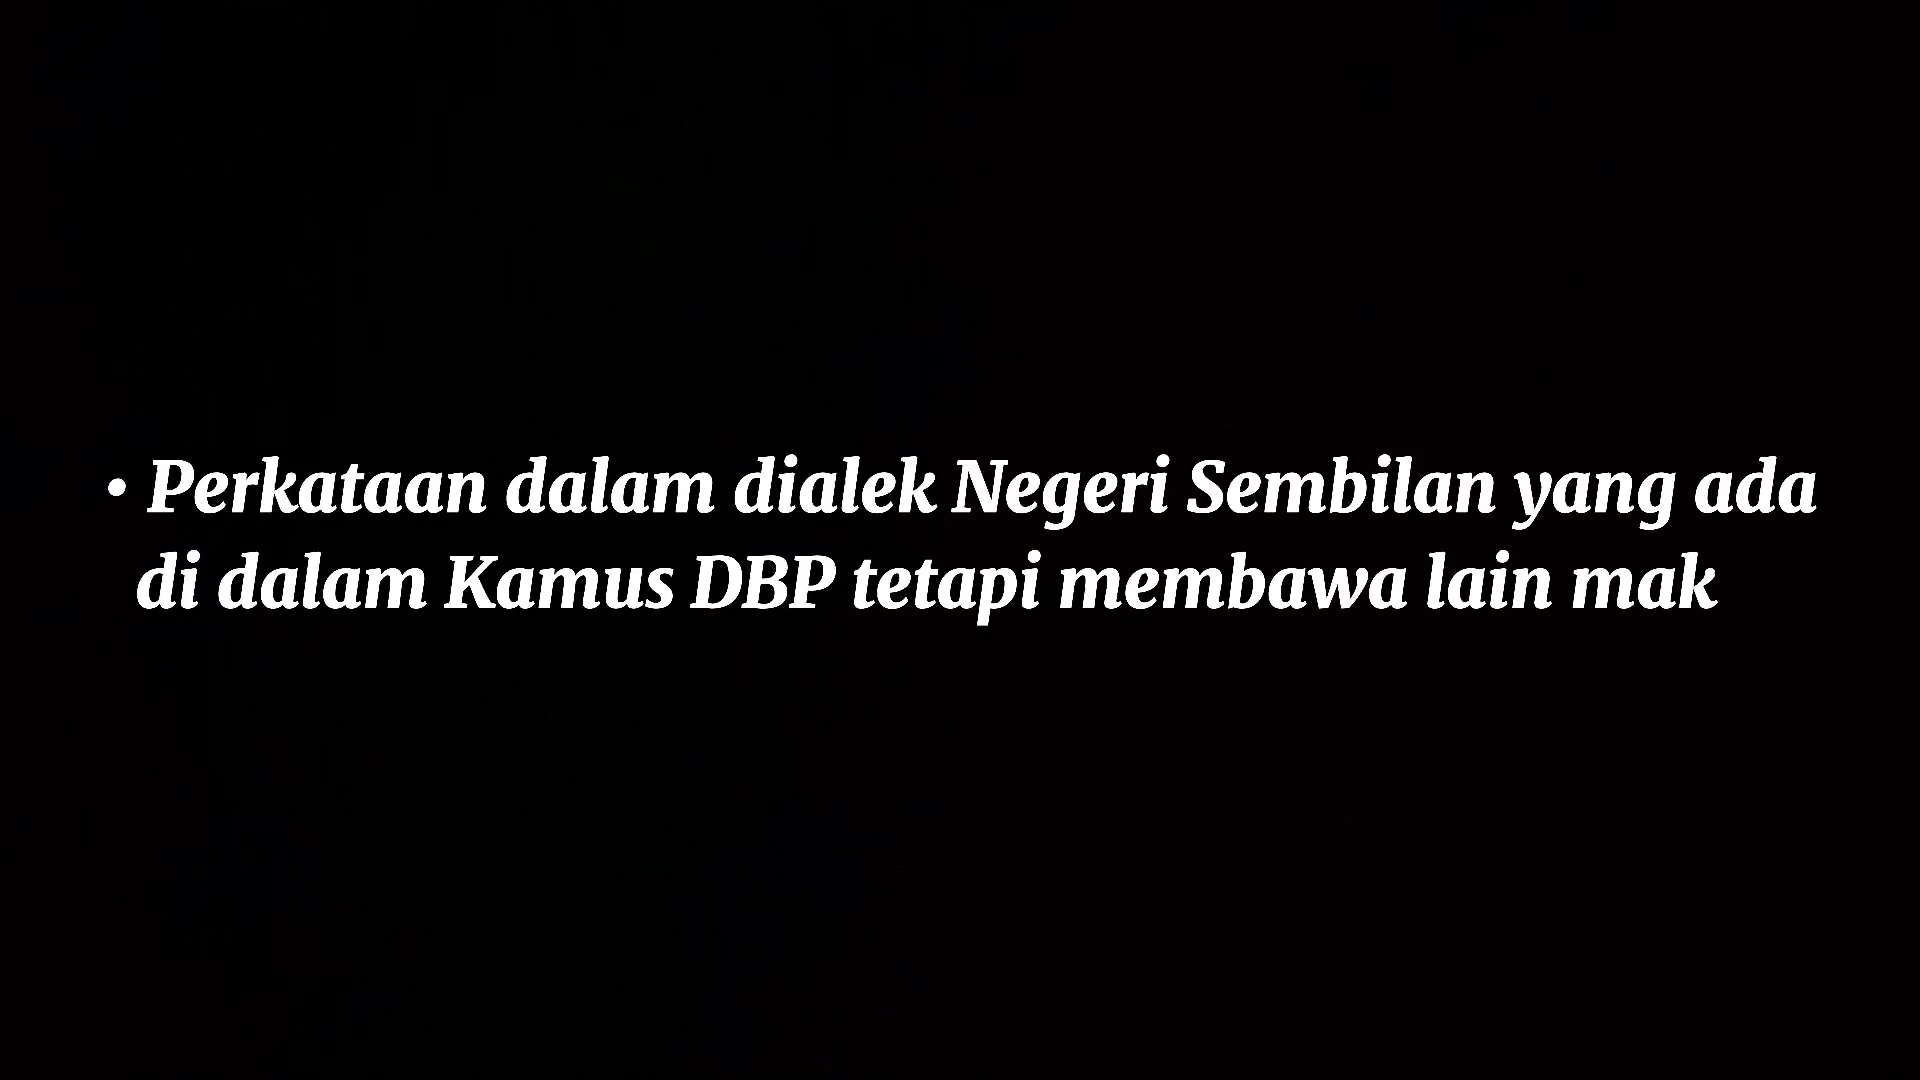 • Perkataan dalam dialek Negeri Sembilan yang ada
di dalam Kamus DBP tetapi membawa lain mak